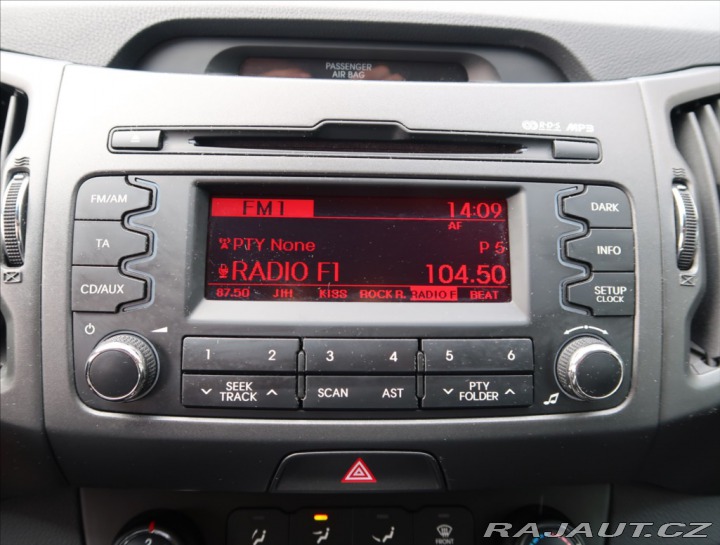 PASSENGER
AIR BAG
RDS MP3
FM/AM
TA
CD/AUX
FM1 14:09
AF
PTY None P 5
RADIO F1 104.50
87.50 JIH KISS ROCK R. RADIO F BEAT
DARK
INFO
SETUP
CLOCK
1 2 3 4 5 6
SEEK
TRACK
SCAN AST
PTY
FOLDER
FRONT
RAJAUT.CZ